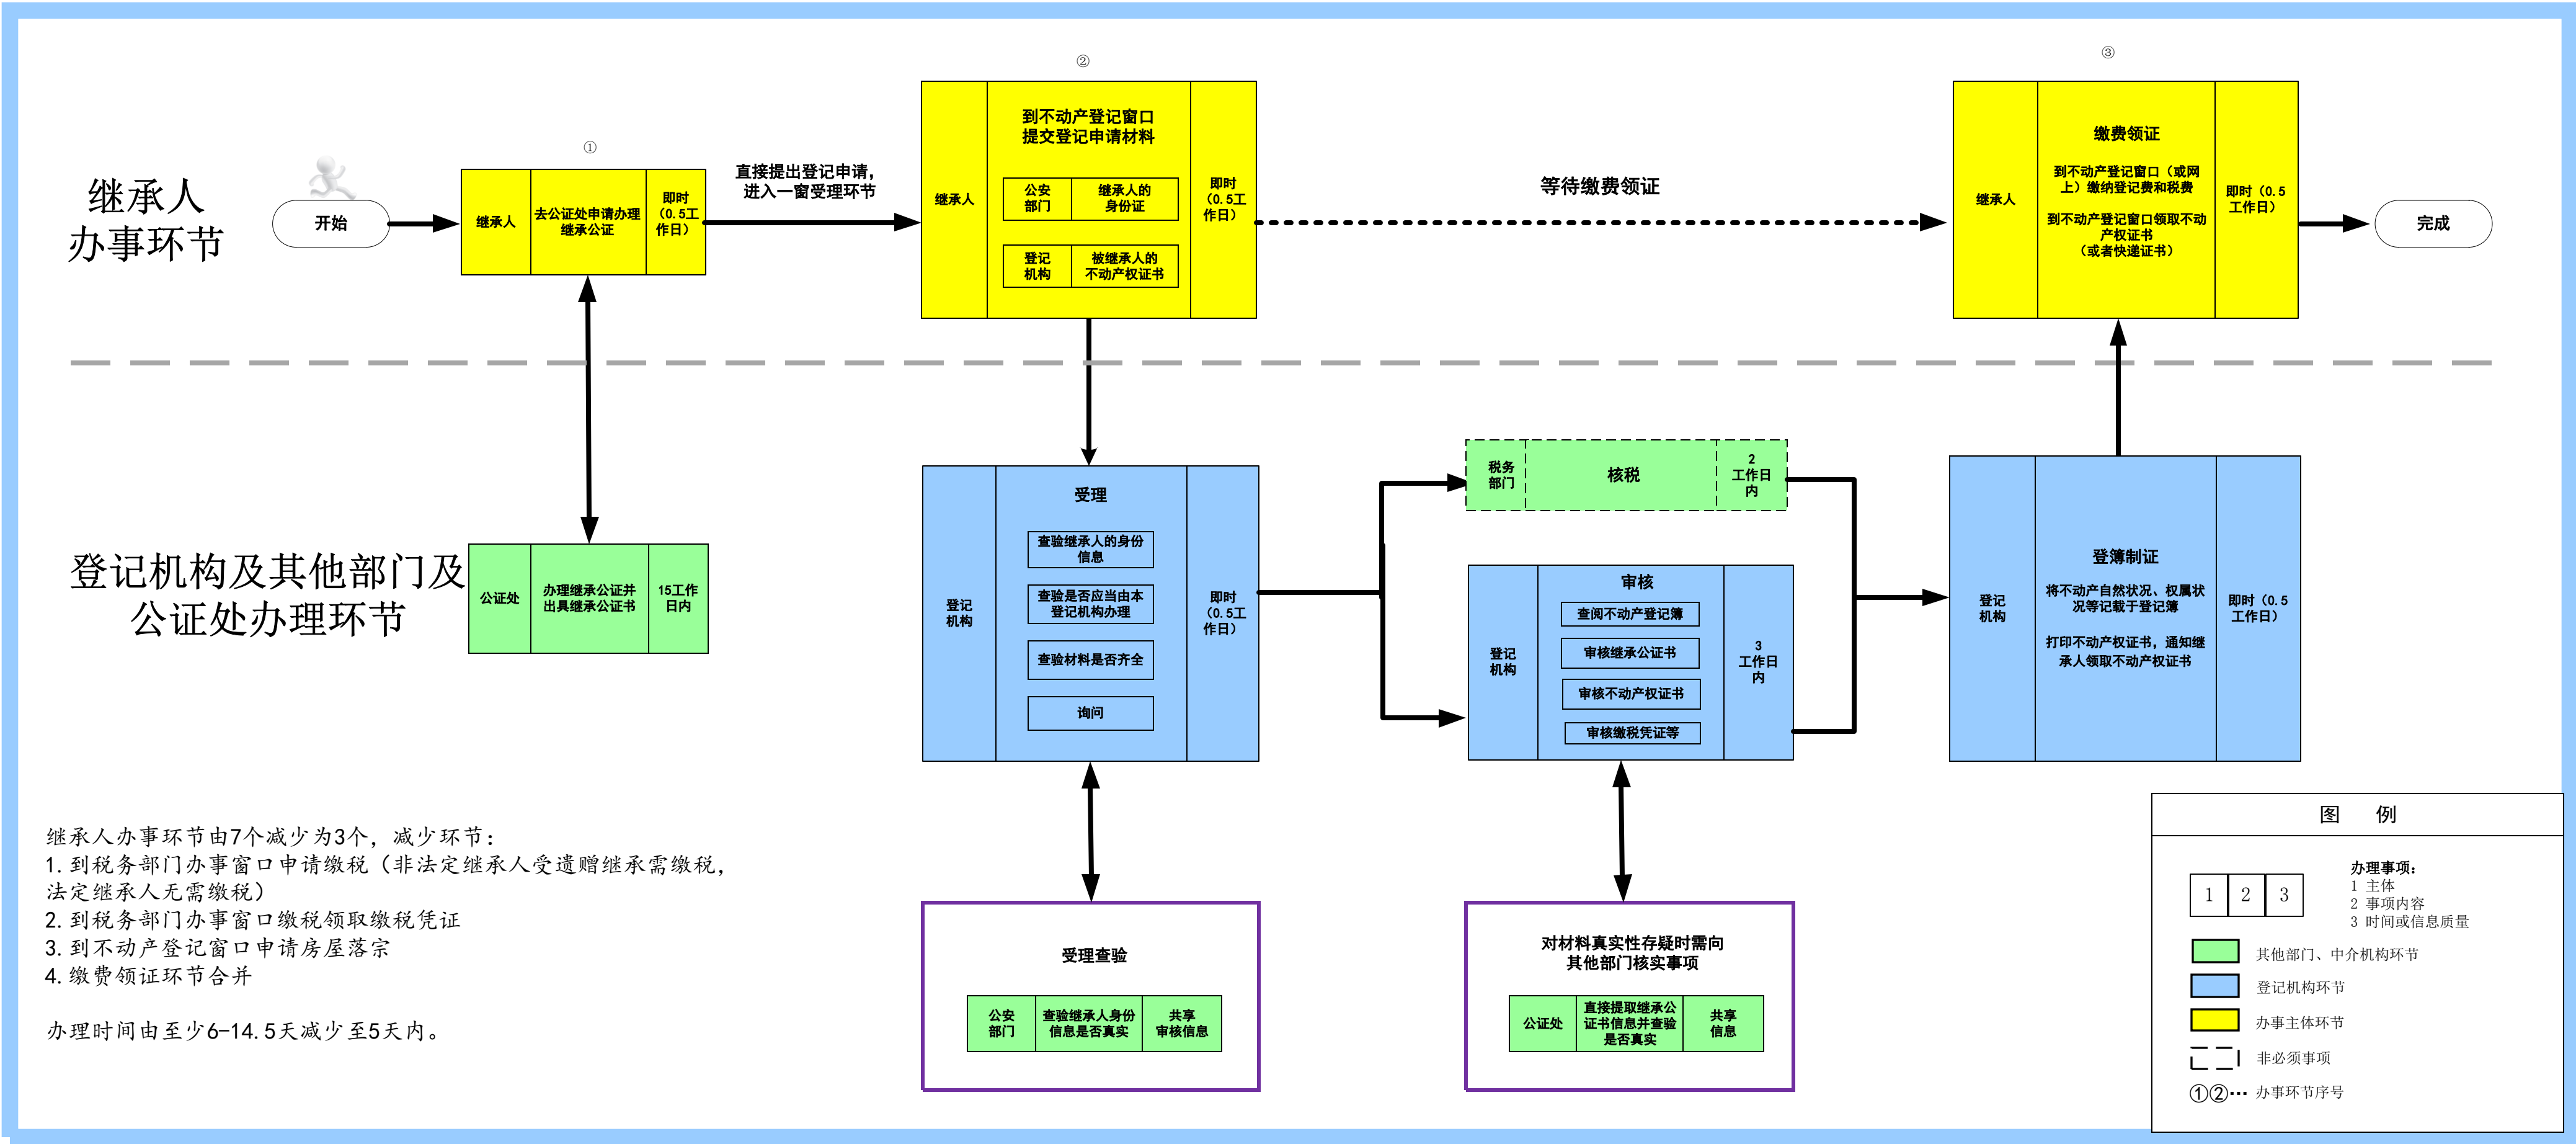 ②
③
①
继承人
办事环节
开始
继承人
去公证处申请办理
继承公证
即时
（0.5工
作日）
直接提出登记申请，
进入一窗受理环节
继承人
到不动产登记窗口
提交登记申请材料
公安
部门
继承人的
身份证
登记
机构
被继承人的
不动产权证书
即时
（0.5工
作日）
等待缴费领证
继承人
缴费领证
到不动产登记窗口（或网
上）缴纳登记费和税费
到不动产登记窗口领取不动
产权证书
（或者快递证书）
即时（0.5
工作日）
完成
登记机构及其他部门及
公证处办理环节
公证处
办理继承公证并
出具继承公证书
15工作
日内
登记
机构
受理
查验继承人的身份
信息
查验是否应当由本
登记机构办理
查验材料是否齐全
询问
即时
（0.5工
作日）
税务
部门
核税
2
工作日
内
登记
机构
审核
查阅不动产登记簿
审核继承公证书
审核不动产权证书
审核缴税凭证等
3
工作日
内
登记
机构
登簿制证
将不动产自然状况、权属状
况等记载于登记簿
打印不动产权证书，通知继
承人领取不动产权证书
即时（0.5
工作日）
继承人办事环节由7个减少为3个，减少环节：
1.到税务部门办事窗口申请缴税（非法定继承人受遗赠继承需缴税，
法定继承人无需缴税）
2.到税务部门办事窗口缴税领取缴税凭证
3.到不动产登记窗口申请房屋落宗
4.缴费领证环节合并
办理时间由至少6-14.5天减少至5天内。
受理查验
公安
部门
查验继承人身份
信息是否真实
共享
审核信息
对材料真实性存疑时需向
其他部门核实事项
公证处
直接提取继承公
证书信息并查验
是否真实
共享
信息
图 例
1 2 3
办理事项：
1 主体
2 事项内容
3 时间或信息质量
其他部门、中介机构环节
登记机构环节
办事主体环节
非必须事项
①②… 办事环节序号